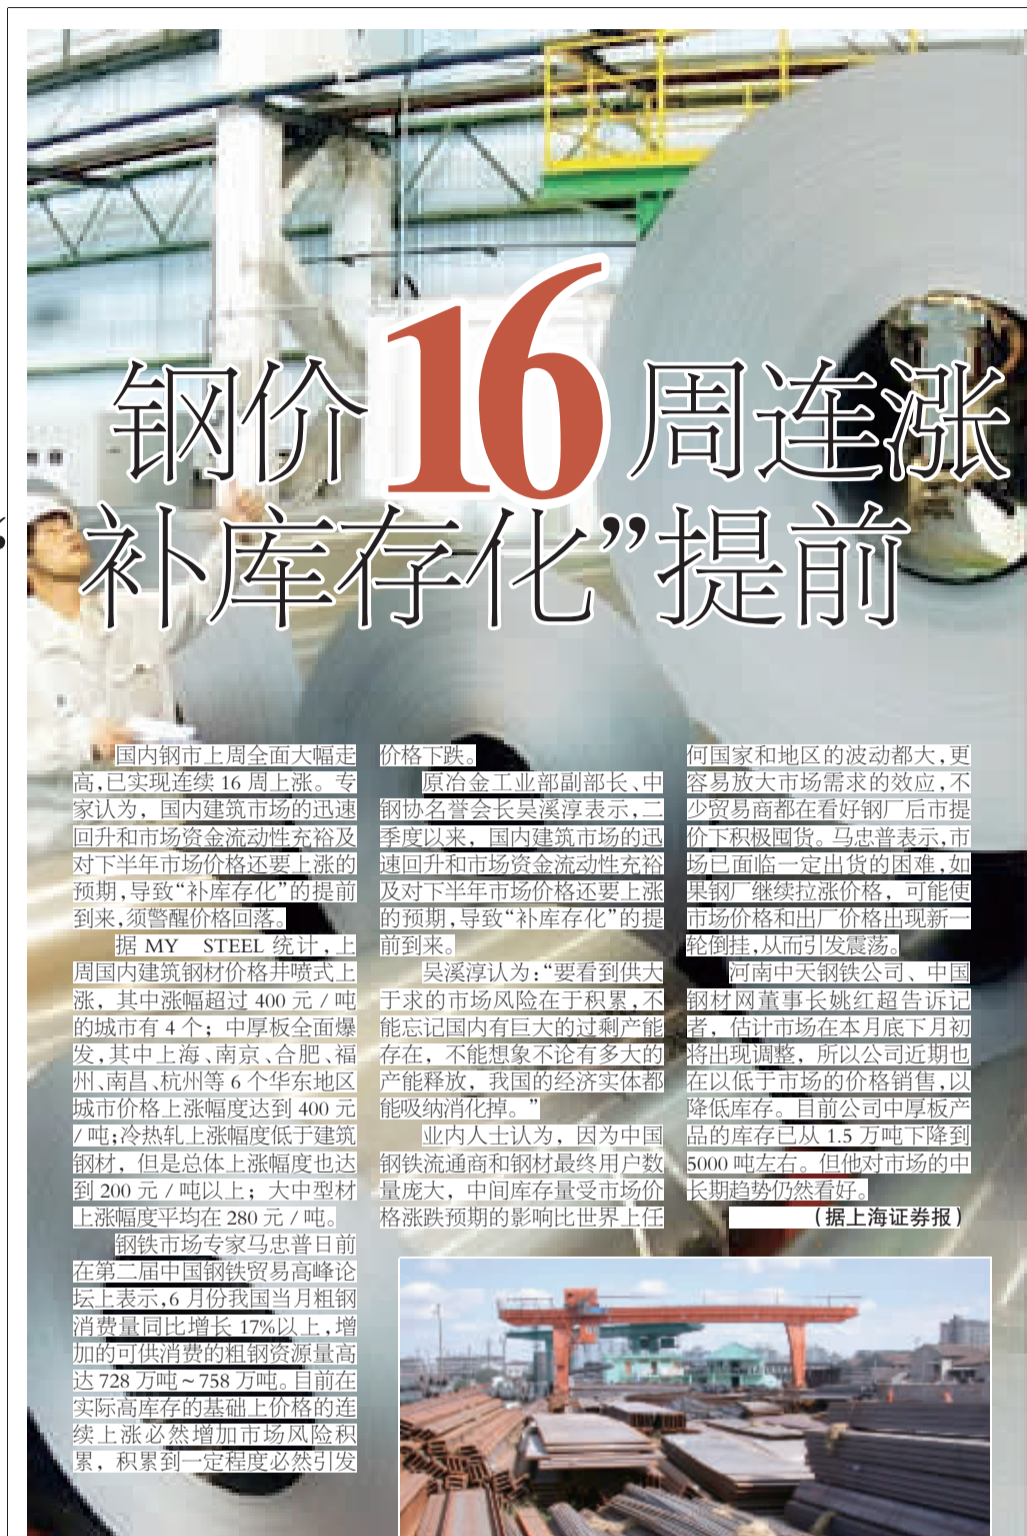 钢价16周连涨
“补库存化”提前
国内钢市上周全面大幅走
高,已实现连续 16 周上涨。专
家认为，国内建筑市场的迅速
回升和市场资金流动性充裕及
对下半年市场价格还要上涨的
预期,导致“补库存化”的提前
到来,须警醒价格回落。
据 MY STEEL 统计,上
周国内建筑钢材价格井喷式上
涨，其中涨幅超过 400 元 / 吨
的城市有 4 个；中厚板全面爆
发,其中上海、南京、合肥、福
州、南昌、杭州等 6 个华东地区
城市价格上涨幅度达到 400 元
/ 吨;冷热轧上涨幅度低于建筑
钢材，但是总体上涨幅度也达
到 200 元 / 吨以上；大中型材
上涨幅度平均在 280 元 / 吨。
钢铁市场专家马忠普日前
在第二届中国钢铁贸易高峰论
坛上表示,6 月份我国当月粗钢
消费量同比增长 17%以上,增
加的可供消费的粗钢资源量高
达 728 万吨~758 万吨。目前在
实际高库存的基础上价格的连
续上涨必然增加市场风险积
累，积累到一定程度必然引发
价格下跌。
原冶金工业部副部长、中
钢协名誉会长吴溪淳表示，二
季度以来，国内建筑市场的迅
速回升和市场资金流动性充裕
及对下半年市场价格还要上涨
的预期,导致“补库存化”的提
前到来。
吴溪淳认为:“要看到供大
于求的市场风险在于积累,不
能忘记国内有巨大的过剩产能
存在，不能想象不论有多大的
产能释放，我国的经济实体都
能吸纳消化掉。”
业内人士认为，因为中国
钢铁流通商和钢材最终用户数
量庞大，中间库存量受市场价
格涨跌预期的影响比世界上任
何国家和地区的波动都大,更
容易放大市场需求的效应,不
少贸易商都在看好钢厂后市提
价下积极囤货。马忠普表示,市
场已面临一定出货的困难,如
果钢厂继续拉涨价格，可能使
市场价格和出厂价格出现新一
轮倒挂,从而引发震荡。
河南中天钢铁公司、中国
钢材网董事长姚红超告诉记
者，估计市场在本月底下月初
将出现调整，所以公司近期也
在以低于市场的价格销售,以
降低库存。目前公司中厚板产
品的库存已从 1.5 万吨下降到
5000 吨左右。但他对市场的中
长期趋势仍然看好。
（据上海证券报）